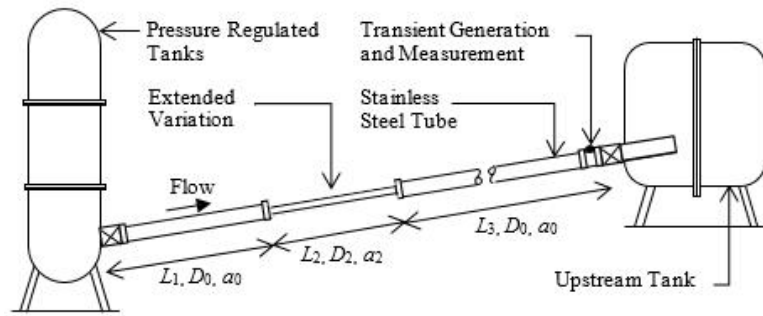 Pressure Regulated
Tanks
Transient Generation
and Measurement
Extended
Variation
Stainless
Steel Tube
Flow
L1, D0, a0
L2, D2, a2
L3, D0, a0
Upstream Tank